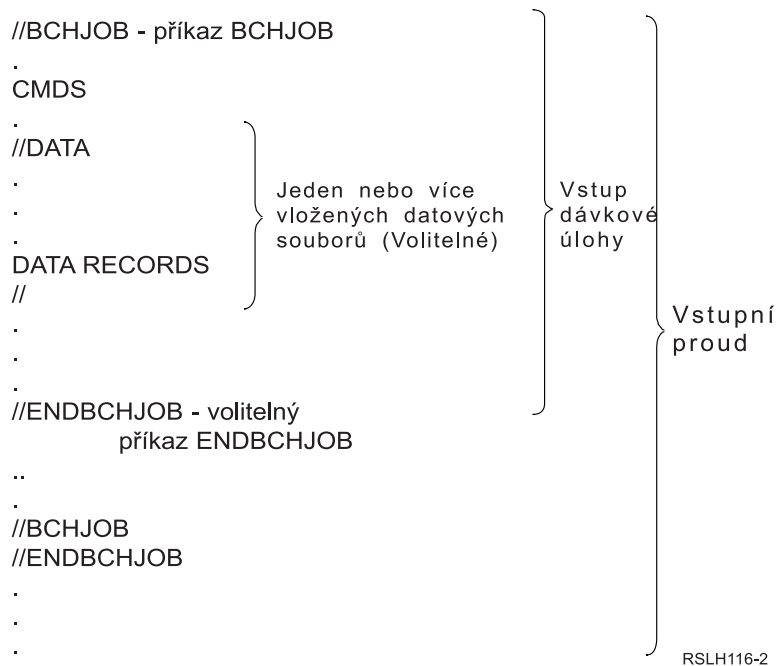 //BCHJOB - příkaz BCHJOB
.
CMDS
.
//DATA
.
.
.
DATA RECORDS
//
.
.
.
//ENDBCHJOB - volitelný
příkaz ENDBCHJOB
..
.
//BCHJOB
//ENDBCHJOB
.
.
.
Jeden nebo více
vložených datových
souborů (Volitelné)
Vstup
dávkové
úlohy
Vstupní
proud
RSLH116-2